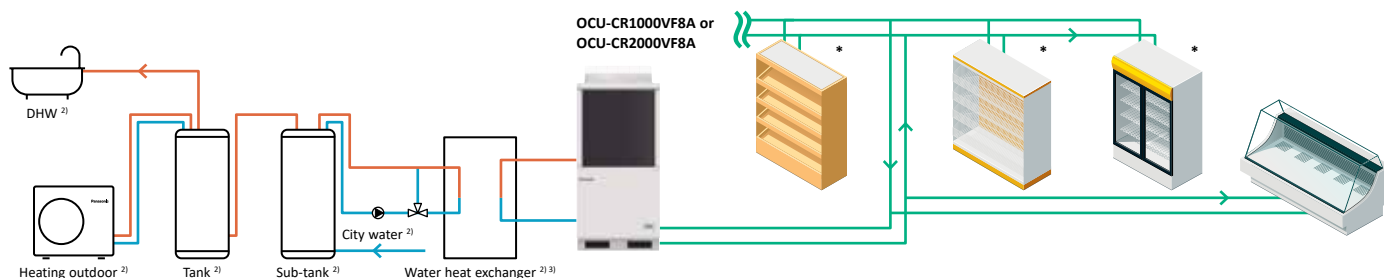 OCU-CR1000VF8A or
OCU-CR2000VF8A
*
*
*
DHW 2)
Panasonic
City water 2)
Heating outdoor 2)
Tank 2)
Sub-tank 2)
Water heat exchanger 2) 3)